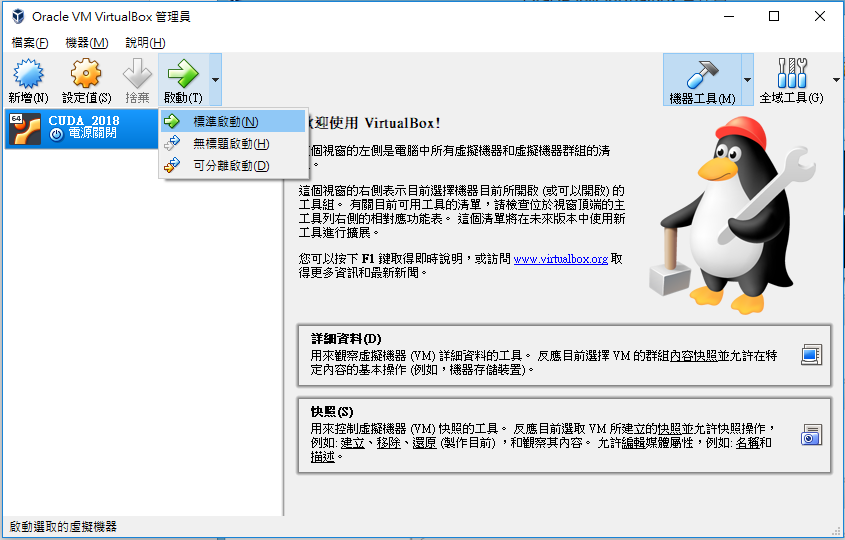 Oracle VM VirtualBox 管理員
檔案(F) 機器(M) 說明(H)
新增(N) 設定值(S) 捨棄 啟動(T) 機器工具(M) 全域工具(G)
64 CUDA_2018
電源關閉
標準啟動(N)
無標題啟動(H)
可分離啟動(D)
迎使用 VirtualBox!
個視窗的左側是電腦中所有虛擬機器和虛擬機器群組的清
。
這個視窗的右側表示目前選擇機器目前所開啟 (或可以開啟) 的
工具組。 有關目前可用工具的清單，請檢查位於視窗頂端的主
工具列右側的相對應功能表。 這個清單將在未來版本中使用新
工具進行擴展。
您可以按下 F1 鍵取得即時說明，或訪問 www.virtualbox.org 取
得更多資訊和最新新聞。
詳細資料(D)
用來觀察虛擬機器 (VM) 詳細資料的工具。 反應目前選擇 VM 的群組內容快照並允許在特
定內容的基本操作 (例如，機器存儲裝置)。
快照(S)
用來控制虛擬機器 (VM) 快照的工具。 反應目前選取 VM 所建立的快照並允許快照操作，
例如: 建立、移除、還原 (製作目前) ，和觀察其內容。 允許編輯媒體屬性，例如: 名稱和
描述。
啟動選取的虛擬機器